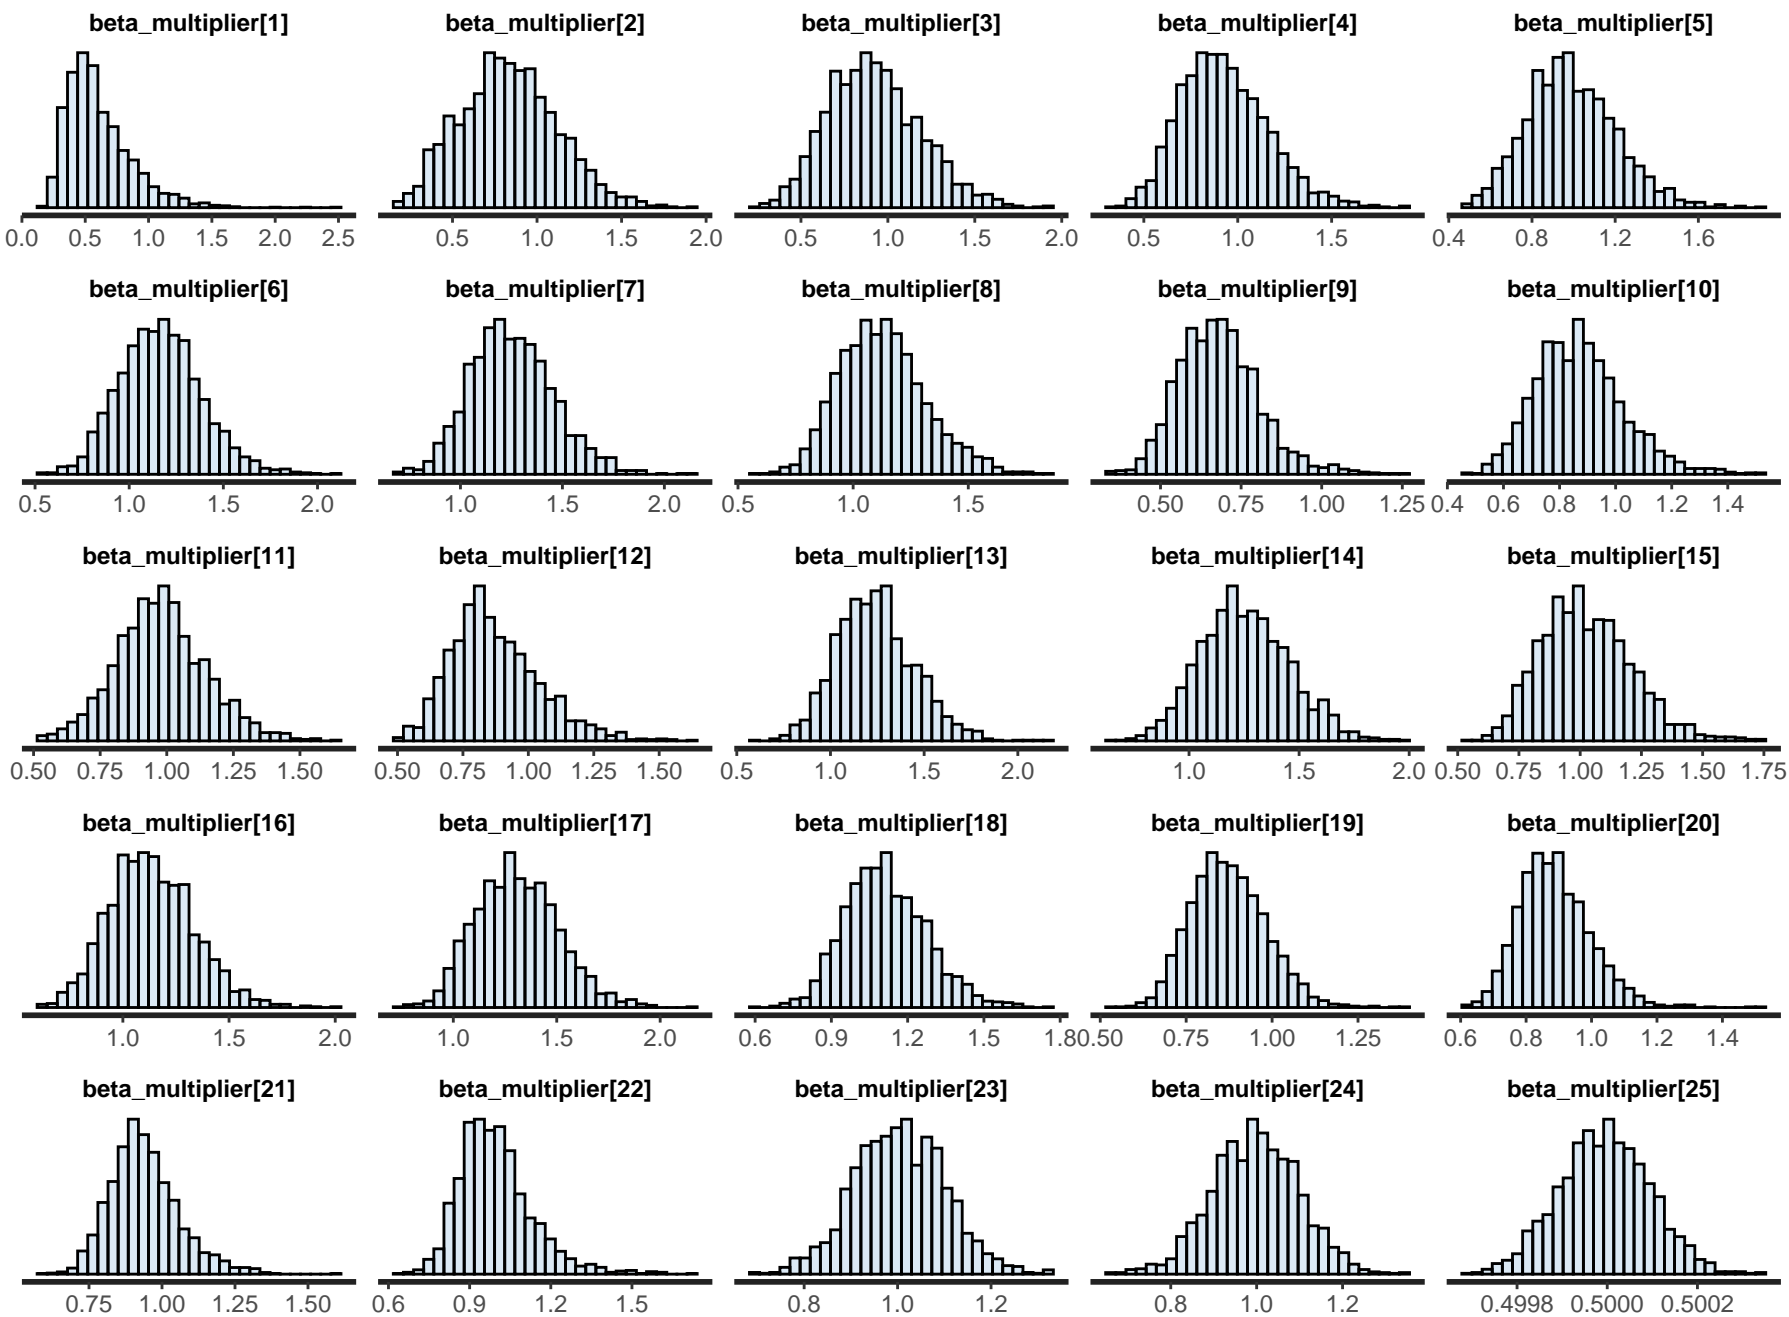 beta_multiplier[1] beta_multiplier[2] beta_multiplier[3] beta_multiplier[4] beta_multiplier[5]
0.0 0.5 1.0 1.5 2.0 2.5 0.5 1.0 1.5 2.0 0.5 1.0 1.5 2.0 0.5 1.0 1.5 0.4 0.8 1.2 1.6
beta_multiplier[6] beta_multiplier[7] beta_multiplier[8] beta_multiplier[9] beta_multiplier[10]
0.5 1.0 1.5 2.0 1.0 1.5 2.0 0.5 1.0 1.5 0.50 0.75 1.00 1.25 0.4 0.6 0.8 1.0 1.2 1.4
beta_multiplier[11] beta_multiplier[12] beta_multiplier[13] beta_multiplier[14] beta_multiplier[15]
0.50 0.75 1.00 1.25 1.50 0.50 0.75 1.00 1.25 1.50 0.5 1.0 1.5 2.0 1.0 1.5 2.0 0.50 0.75 1.00 1.25 1.50 1.75
beta_multiplier[16] beta_multiplier[17] beta_multiplier[18] beta_multiplier[19] beta_multiplier[20]
1.0 1.5 2.0 1.0 1.5 2.0 0.6 0.9 1.2 1.5 1.8 0.50 0.75 1.00 1.25 0.6 0.8 1.0 1.2 1.4
beta_multiplier[21] beta_multiplier[22] beta_multiplier[23] beta_multiplier[24] beta_multiplier[25]
0.75 1.00 1.25 1.50 0.6 0.9 1.2 1.5 0.8 1.0 1.2 0.8 1.0 1.2 0.4998 0.5000 0.5002